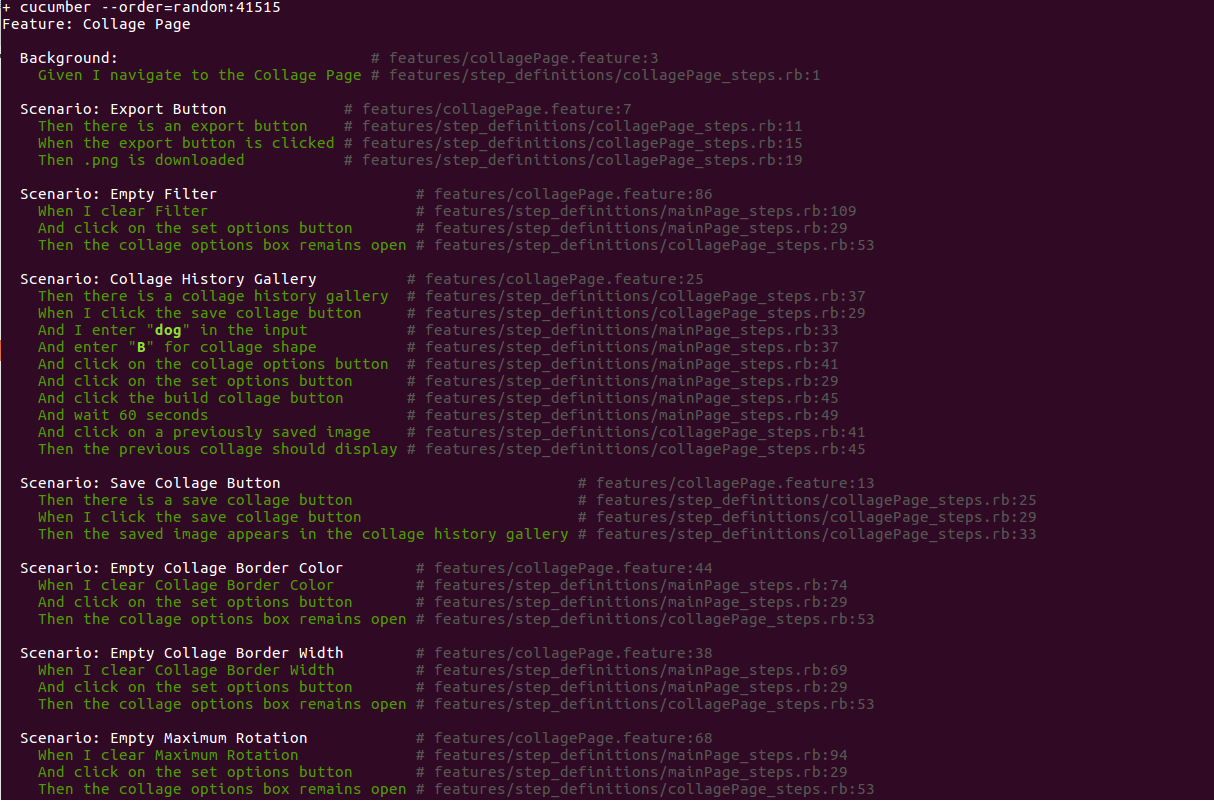 + cucumber --order=random:41515
Feature: Collage Page
Background: # features/collagePage.feature:3
Given I navigate to the Collage Page # features/step_definitions/collagePage_steps.rb:1
Scenario: Export Button # features/collagePage.feature:7
Then there is an export button # features/step_definitions/collagePage_steps.rb:11
When the export button is clicked # features/step_definitions/collagePage_steps.rb:15
Then .png is downloaded # features/step_definitions/collagePage_steps.rb:19
Scenario: Empty Filter # features/collagePage.feature:86
When I clear Filter # features/step_definitions/mainPage_steps.rb:109
And click on the set options button # features/step_definitions/mainPage_steps.rb:29
Then the collage options box remains open # features/step_definitions/collagePage_steps.rb:53
Scenario: Collage History Gallery # features/collagePage.feature:25
Then there is a collage history gallery # features/step_definitions/collagePage_steps.rb:37
When I click the save collage button # features/step_definitions/collagePage_steps.rb:29
And I enter "dog" in the input # features/step_definitions/mainPage_steps.rb:33
And enter "B" for collage shape # features/step_definitions/mainPage_steps.rb:37
And click on the collage options button # features/step_definitions/mainPage_steps.rb:41
And click on the set options button # features/step_definitions/mainPage_steps.rb:29
And click the build collage button # features/step_definitions/mainPage_steps.rb:45
And wait 60 seconds # features/step_definitions/mainPage_steps.rb:49
And click on a previously saved image # features/step_definitions/collagePage_steps.rb:41
Then the previous collage should display # features/step_definitions/collagePage_steps.rb:45
Scenario: Save Collage Button # features/collagePage.feature:13
Then there is a save collage button # features/step_definitions/collagePage_steps.rb:25
When I click the save collage button # features/step_definitions/collagePage_steps.rb:29
Then the saved image appears in the collage history gallery # features/step_definitions/collagePage_steps.rb:33
Scenario: Empty Collage Border Color # features/collagePage.feature:44
When I clear Collage Border Color # features/step_definitions/mainPage_steps.rb:74
And click on the set options button # features/step_definitions/mainPage_steps.rb:29
Then the collage options box remains open # features/step_definitions/collagePage_steps.rb:53
Scenario: Empty Collage Border Width # features/collagePage.feature:38
When I clear Collage Border Width # features/step_definitions/mainPage_steps.rb:69
And click on the set options button # features/step_definitions/mainPage_steps.rb:29
Then the collage options box remains open # features/step_definitions/collagePage_steps.rb:53
Scenario: Empty Maximum Rotation # features/collagePage.feature:68
When I clear Maximum Rotation # features/step_definitions/mainPage_steps.rb:94
And click on the set options button # features/step_definitions/mainPage_steps.rb:29
Then the collage options box remains open # features/step_definitions/collagePage_steps.rb:53